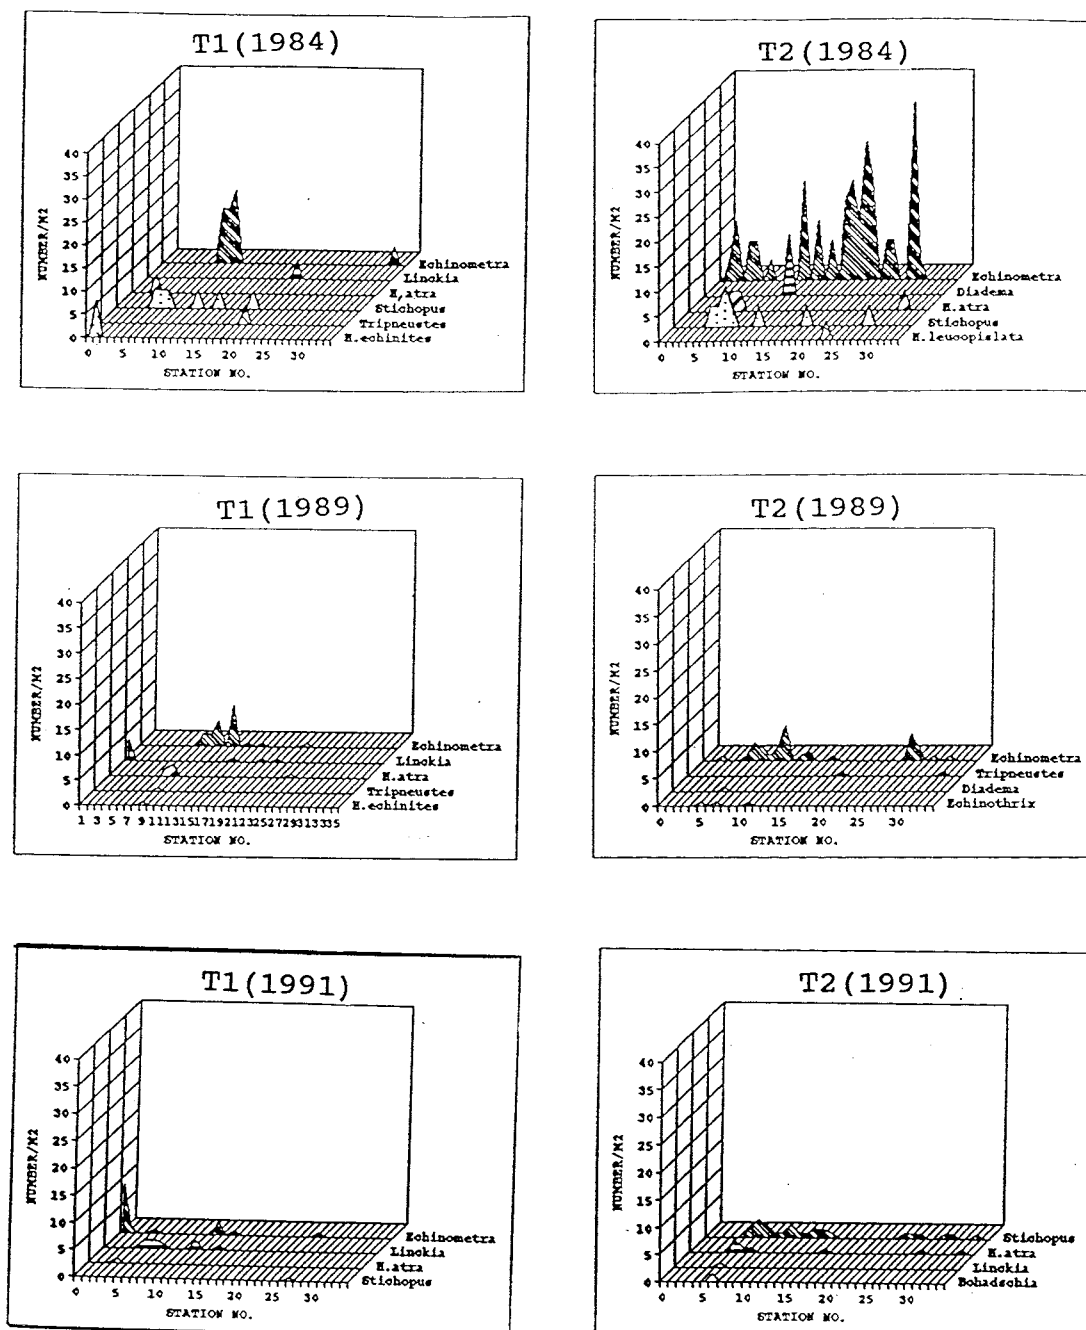 T1(1984)
40
35
30
25
20
15
10
5
0
NUMBER/M2
0 5 10 15 20 30
STATION NO.
Echinometra
Linckia
H,atra
Stichopus
Tripneustes
H.echinites
T2(1984)
40
35
30
25
20
15
10
5
0
NUMBER/M2
0 5 10 15 20 25 30
STATION NO.
Echinometra
Diadema
H.atra
Stichopus
H.leucopislata
T1(1989)
40
35
30
25
20
15
10
5
0
NUMBER/M2
1 3 5 7 9 11131517192123252729313335
STATION NO.
Echinometra
Linckia
H.atra
Tripneustes
H.echinites
T2(1989)
40
35
30
25
20
15
10
5
0
NUMBER/M2
0 5 10 15 20 25 30
STATION NO.
Echinometra
Tripneustes
Diadema
Echinothrix
T1(1991)
40
35
30
25
20
15
10
5
0
NUMBER/M2
0 5 10 15 20 25 30
STATION NO.
Echinometra
Linckia
H.atra
Stichopus
T2(1991)
40
35
30
25
20
15
10
5
0
NUMBER/M2
0 5 10 15 20 25 30
STATION NO.
Stichopus
H.atra
Linckia
Bohadschia